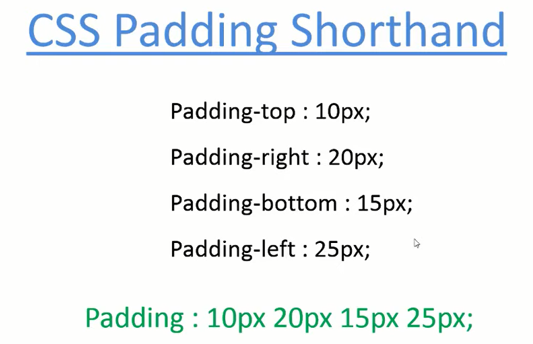 CSS Padding Shorthand
Padding-top : 10px;
Padding-right : 20px;
Padding-bottom : 15px;
Padding-left : 25px;
Padding : 10px 20px 15px 25px;